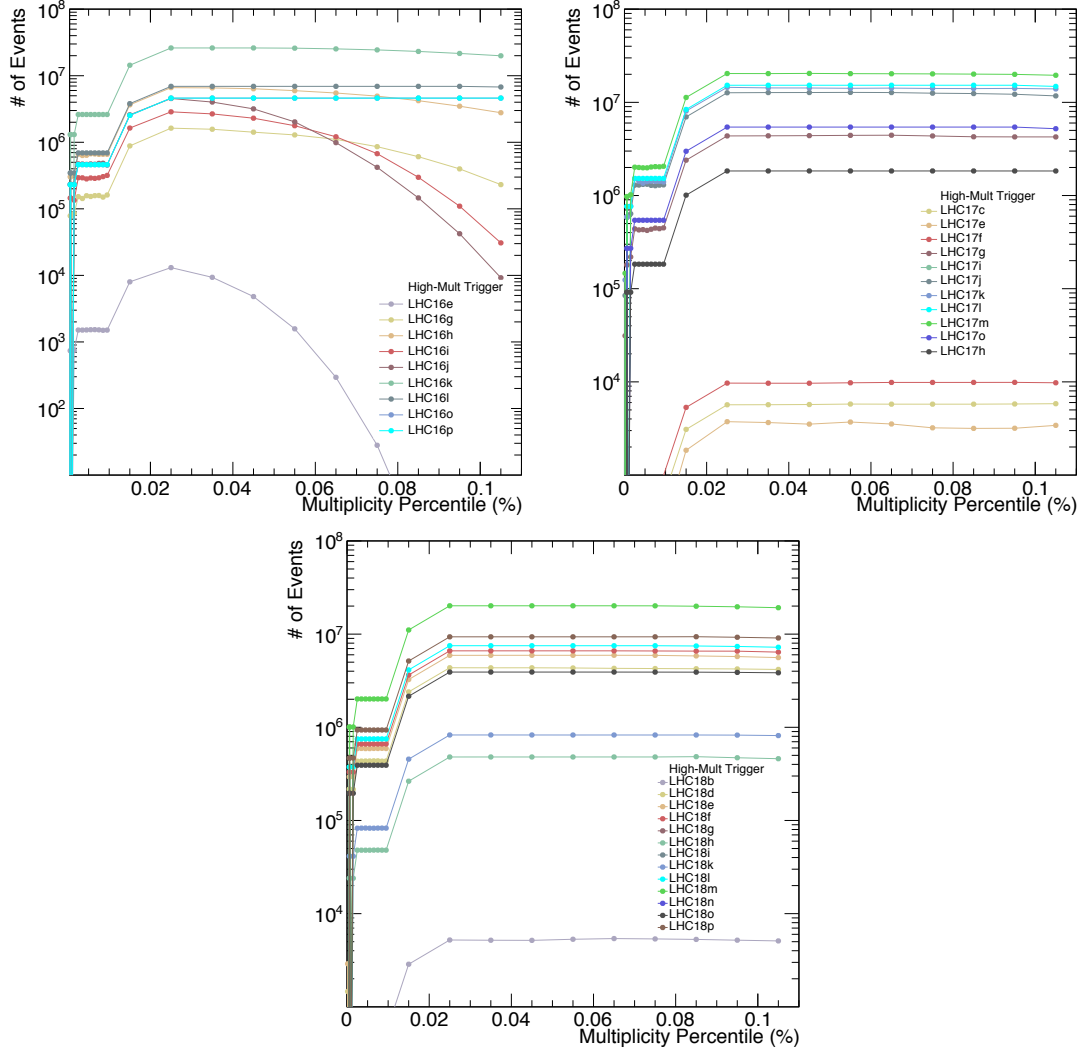 # of Events
10^7
10^6
10^5
10^4
10^3
10^2
High-Mult Trigger
LHC16e
LHC16g
LHC16h
LHC16i
LHC16j
LHC16k
LHC16l
LHC16o
LHC16p
0.02 0.04 0.06 0.08 0.1
Multiplicity Percentile (%)
# of Events
10^8
10^7
10^6
10^5
10^4
High-Mult Trigger
LHC17c
LHC17e
LHC17f
LHC17g
LHC17i
LHC17j
LHC17k
LHC17l
LHC17m
LHC17o
LHC17h
0 0.02 0.04 0.06 0.08 0.1
Multiplicity Percentile (%)
# of Events
10^8
10^7
10^6
10^5
10^4
High-Mult Trigger
LHC18b
LHC18d
LHC18e
LHC18f
LHC18g
LHC18h
LHC18i
LHC18k
LHC18l
LHC18m
LHC18n
LHC18o
LHC18p
0 0.02 0.04 0.06 0.08 0.1
Multiplicity Percentile (%)